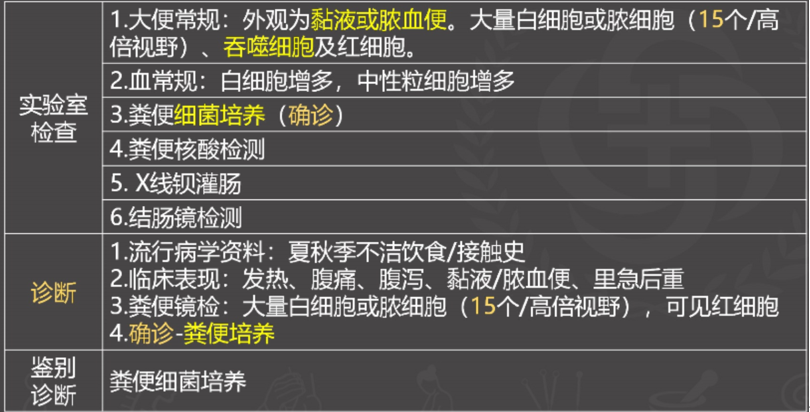 实验室
检查
1.大便常规：外观为黏液或脓血便。大量白细胞或脓细胞（15个/高
倍视野）、吞噬细胞及红细胞。
2.血常规：白细胞增多，中性粒细胞增多
3.粪便细菌培养（确诊）
4.粪便核酸检测
5. X线钡灌肠
6.结肠镜检测
诊断
1.流行病学资料：夏秋季不洁饮食/接触史
2.临床表现：发热、腹痛、腹泻、黏液/脓血便、里急后重
3.粪便镜检：大量白细胞或脓细胞（15个/高倍视野），可见红细胞
4.确诊-粪便培养
鉴别
诊断
粪便细菌培养